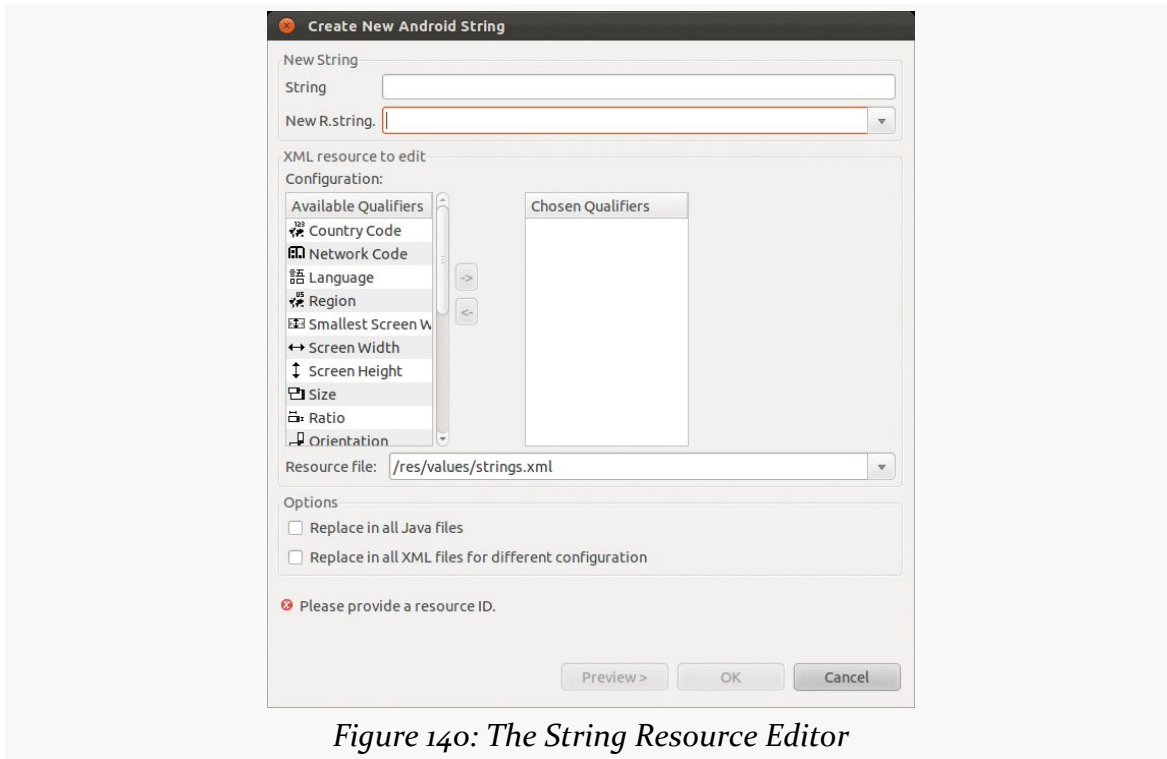 Create New Android String
New String
String
New R.string.
XML resource to edit
Configuration:
Available Qualifiers
Chosen Qualifiers
Country Code
Network Code
Language
Region
Smallest Screen W
Screen Width
Screen Height
Size
Ratio
Orientation
->
<-
Resource file: /res/values/strings.xml
Options
Replace in all Java files
Replace in all XML files for different configuration
Please provide a resource ID.
Preview > OK Cancel
Figure 140: The String Resource Editor